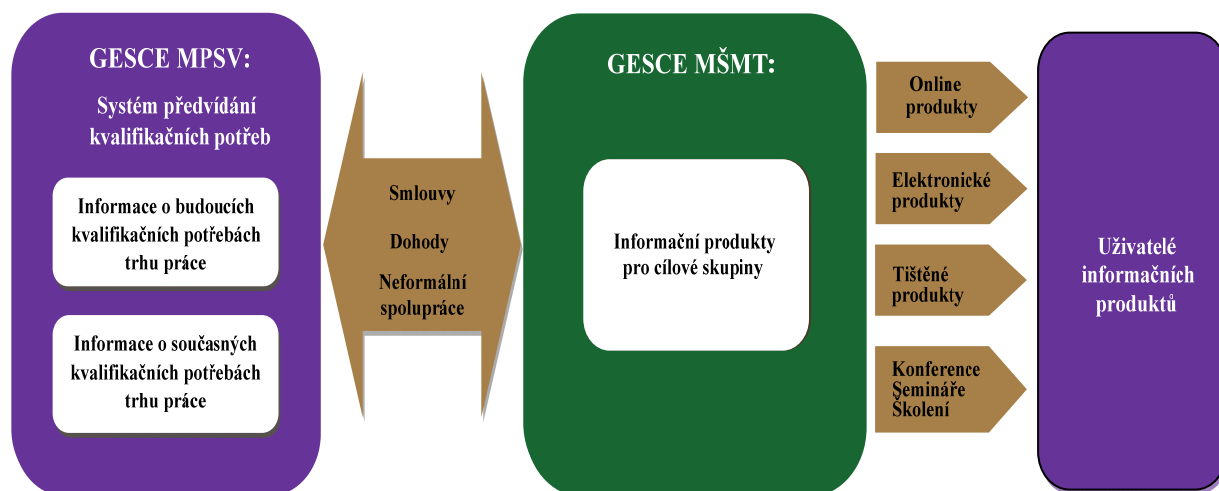 GESCE MPSV:
Systém předvídání
kvalifikačních potřeb
Informace o budoucích
kvalifikačních potřebách
trhu práce
Informace o současných
kvalifikačních potřebách
trhu práce
Smlouvy
Dohody
Neformální
spolupráce
GESCE MŠMT:
Informační produkty
pro cílové skupiny
Online
produkty
Elektronické
produkty
Tištěné
produkty
Konference
Semináře
Školení
Uživatelé
informačních
produktů